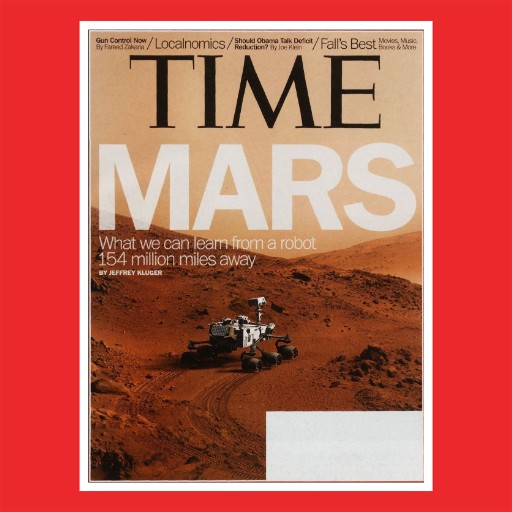 Gun Control Now / Localnomics / Should Obama Talk Deficit / Fall's Best Movies, Music,
By Fareed Zakaria Reduction? By Joe Klein Books & More
TIME
MARS
What we can learn from a robot
154 million miles away
BY JEFFREY KLUGER